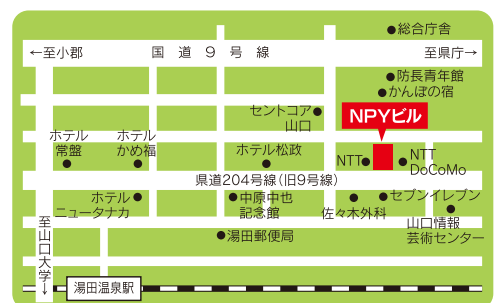 総合庁舎
←至小郡
国道9号線
至県庁→
防長青年館
かんぽの宿
セントコア
山口
NPYビル
ホテル
常盤
ホテル
かめ福
ホテル松政
NTT
NTT
DoCoMo
県道204号線(旧9号線)
ホテル
ニュータナカ
中原中也
記念館
佐々木外科
セブンイレブン
山口情報
芸術センター
湯田郵便局
至山口大学↓
湯田温泉駅